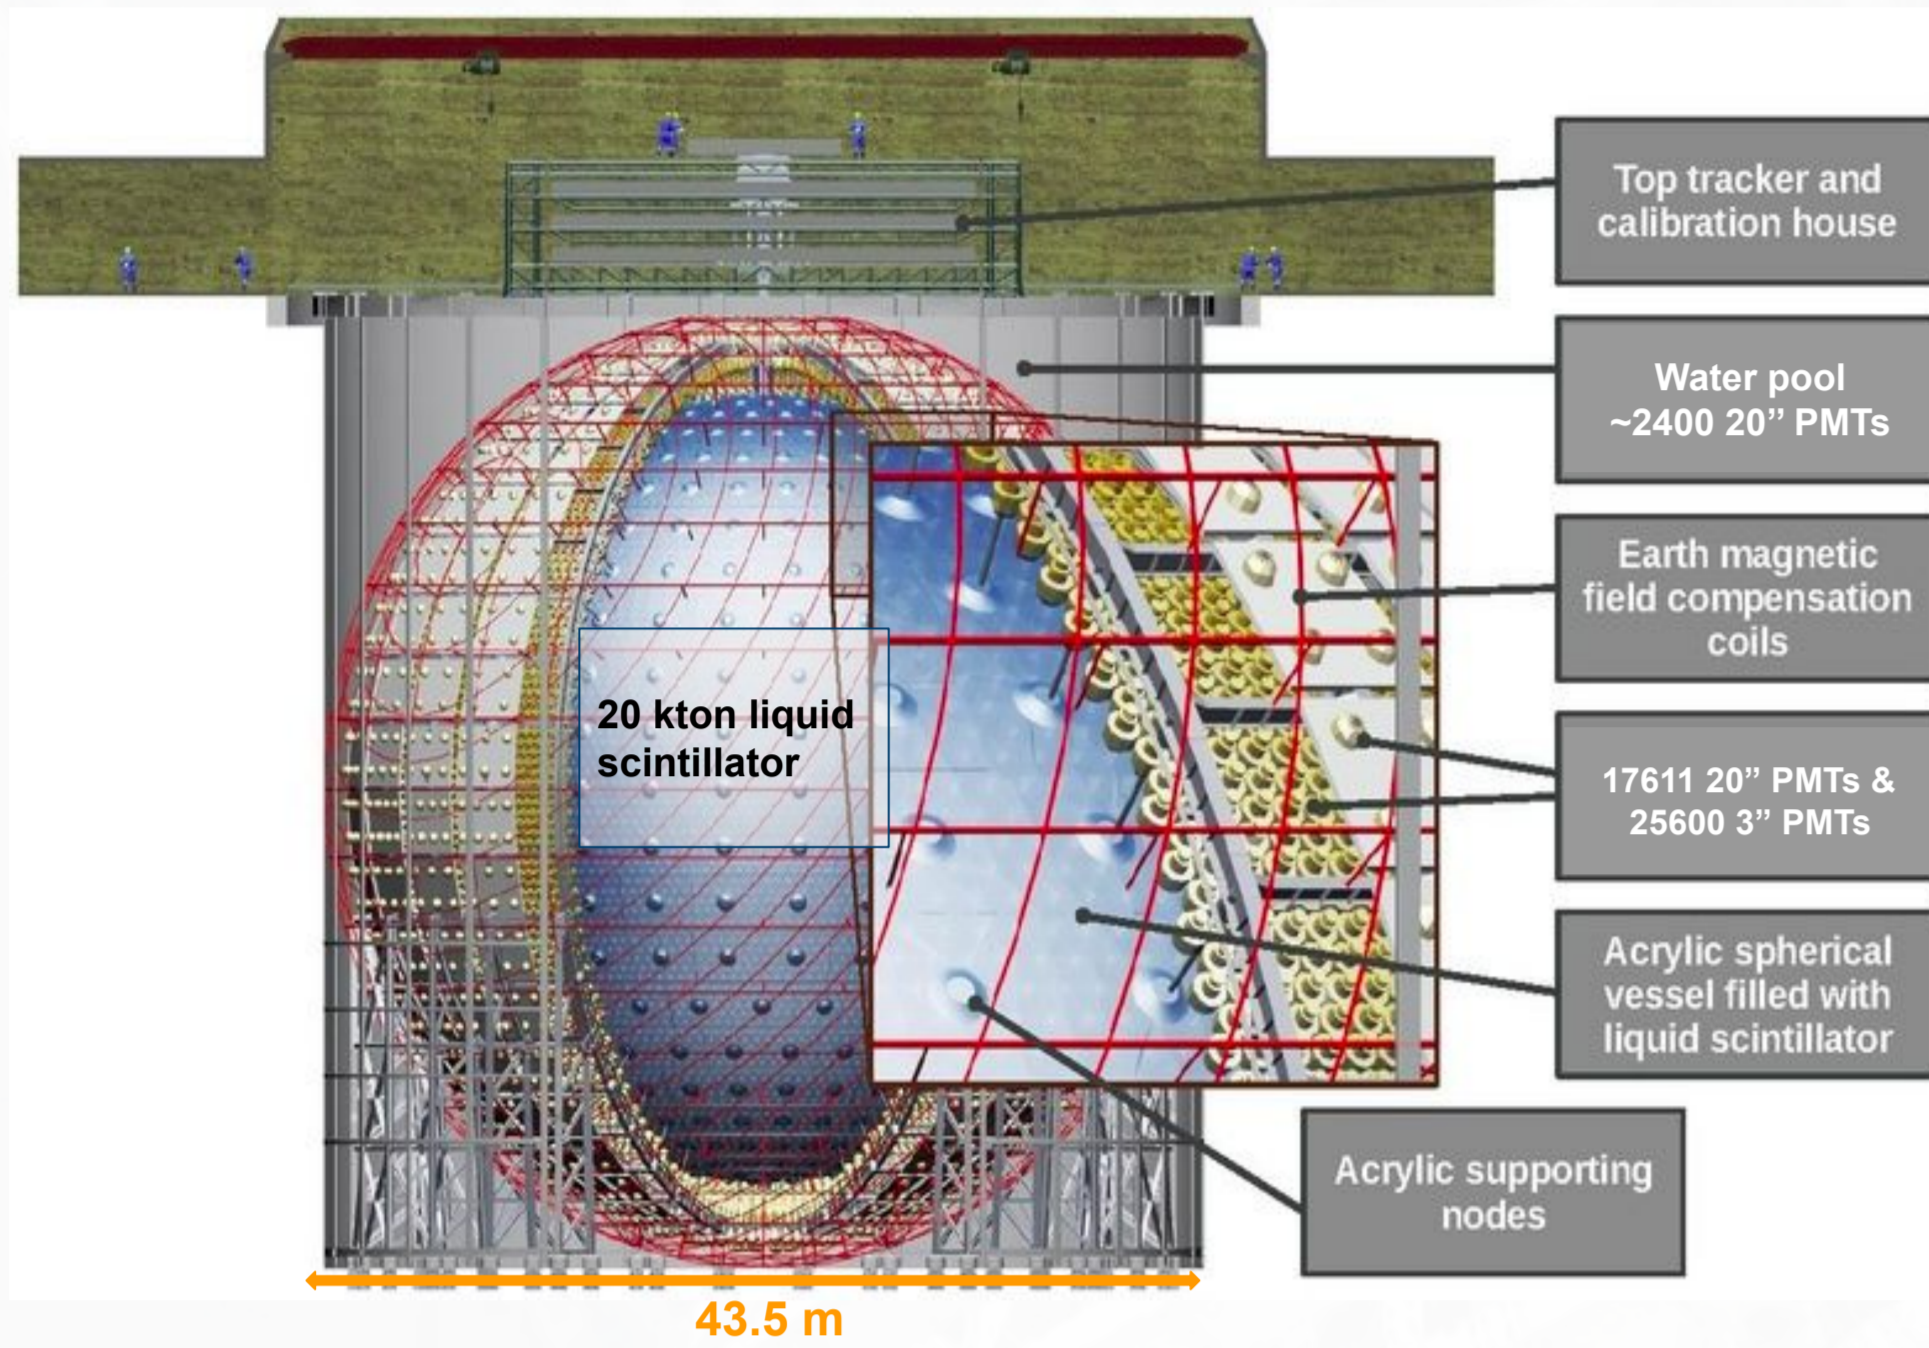 Top tracker and
calibration house
Water pool
~2400 20” PMTs
Earth magnetic
field compensation
coils
20 kton liquid
scintillator
17611 20” PMTs &
25600 3” PMTs
Acrylic spherical
vessel filled with
liquid scintillator
Acrylic supporting
nodes
43.5 m